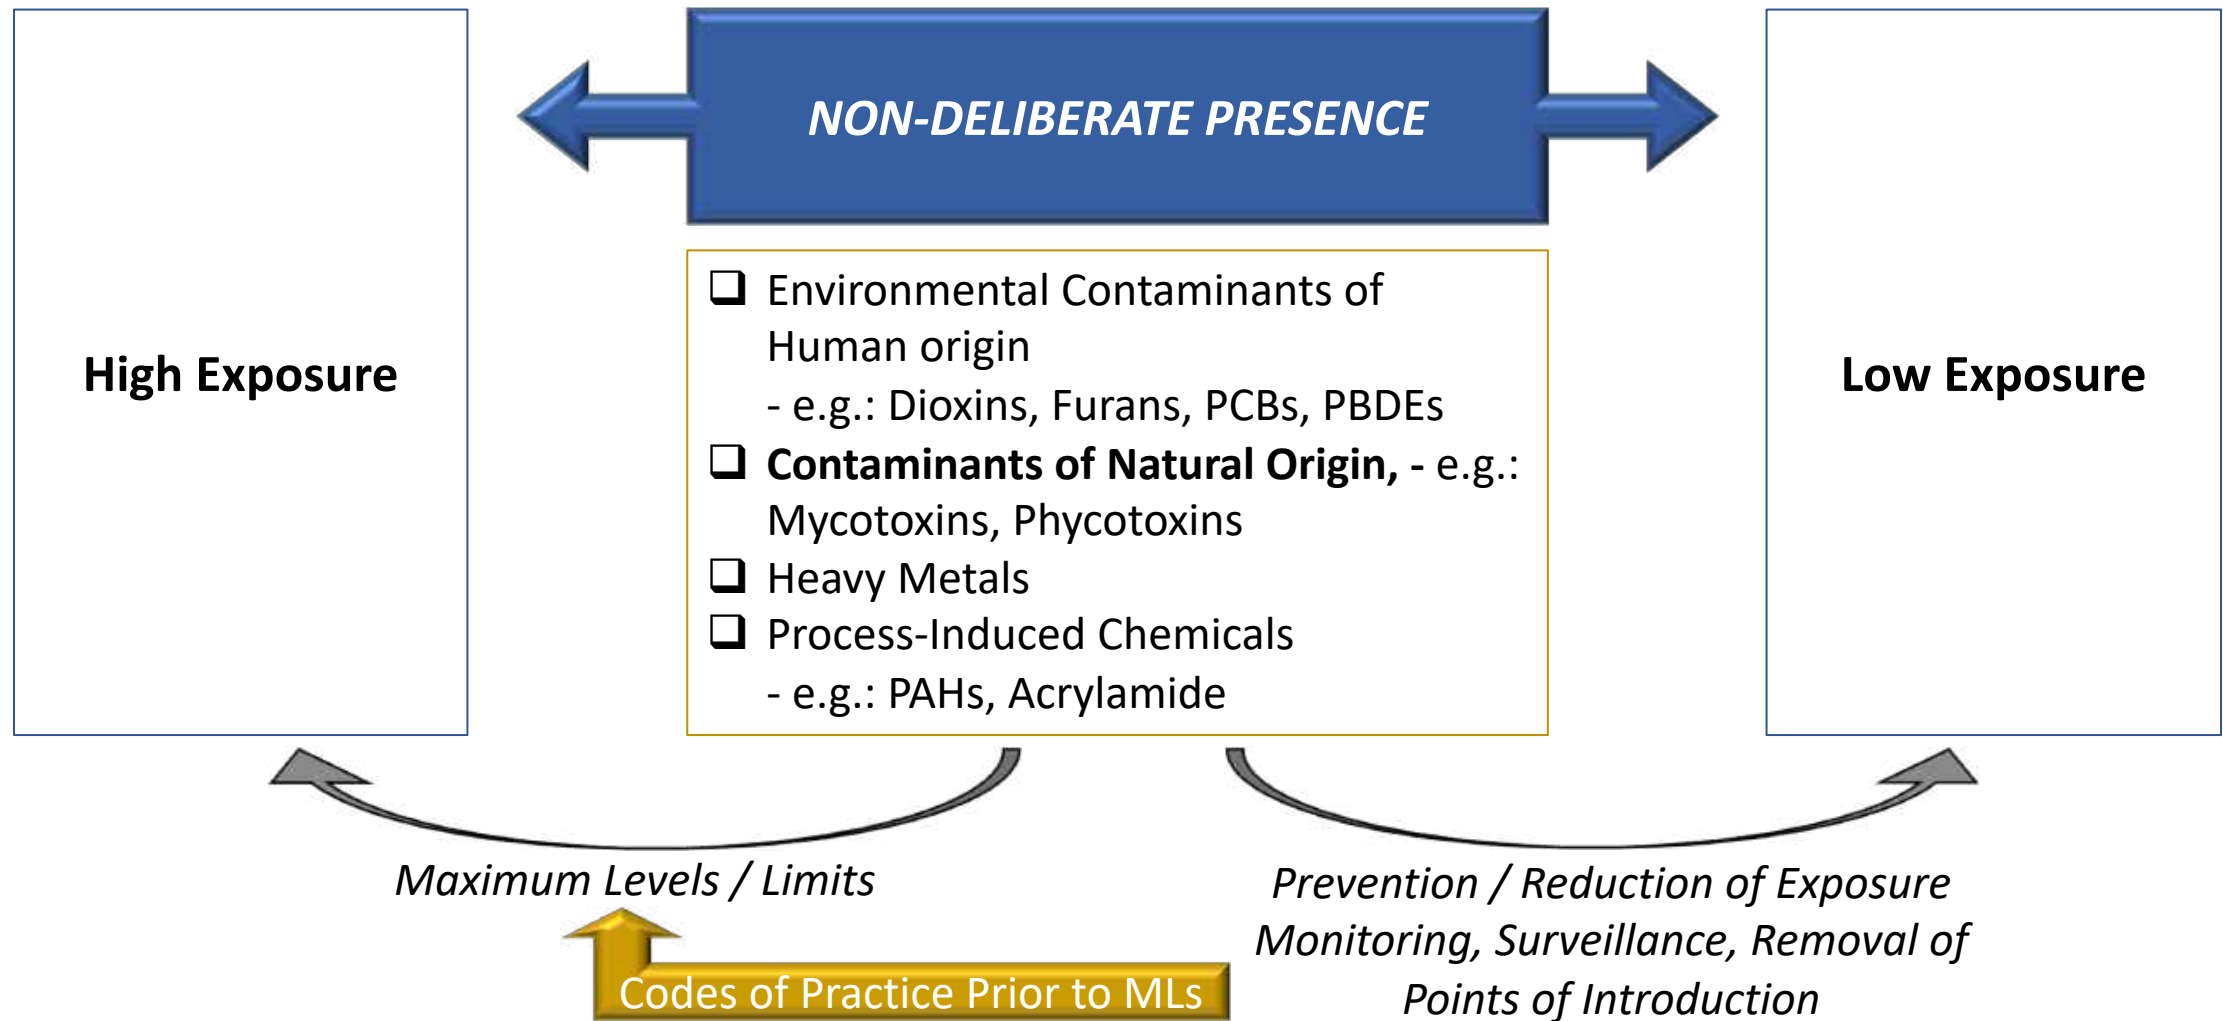 NON-DELIBERATE PRESENCE
High Exposure
❑ Environmental Contaminants of
Human origin
- e.g.: Dioxins, Furans, PCBs, PBDEs
❑ Contaminants of Natural Origin, - e.g.:
Mycotoxins, Phycotoxins
❑ Heavy Metals
❑ Process-Induced Chemicals
- e.g.: PAHs, Acrylamide
Low Exposure
Maximum Levels / Limits
Codes of Practice Prior to MLs
Prevention / Reduction of Exposure
Monitoring, Surveillance, Removal of
Points of Introduction